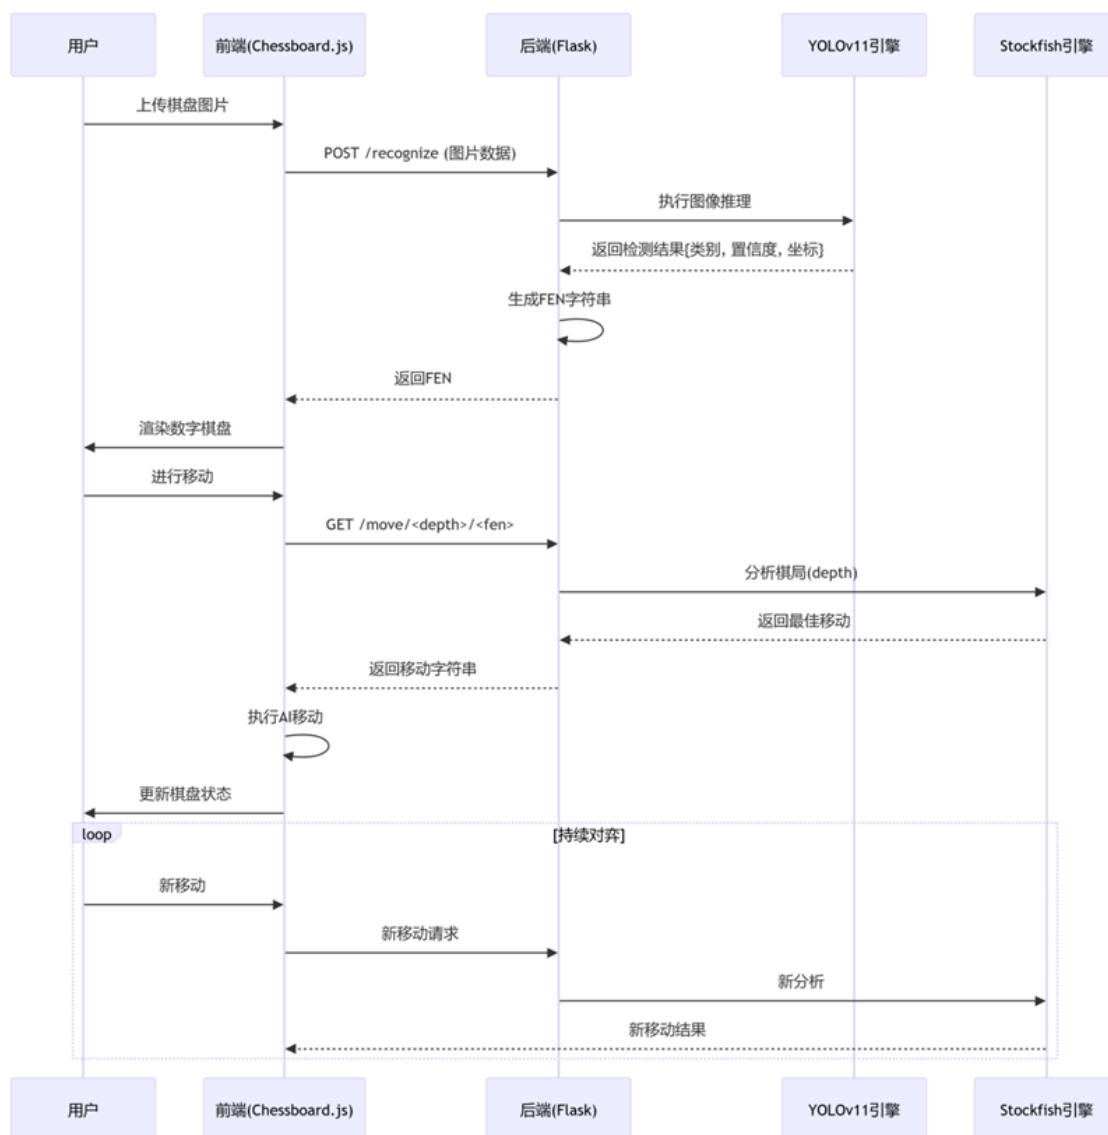 用户
前端(Chessboard.js)
后端(Flask)
YOLOv11引擎
Stockfish引擎
上传棋盘图片
POST /recognize (图片数据)
执行图像推理
返回检测结果{类别, 置信度, 坐标}
生成FEN字符串
返回FEN
渲染数字棋盘
进行移动
GET /move/<depth>/<fen>
分析棋局(depth)
返回最佳移动
返回移动字符串
执行AI移动
更新棋盘状态
loop
[持续对弈]
新移动
新移动请求
新分析
新移动结果
用户
前端(Chessboard.js)
后端(Flask)
YOLOv11引擎
Stockfish引擎